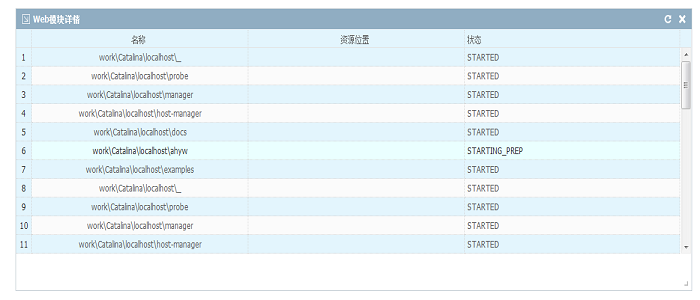 Web模块详情
名称 资源位置 状态
1 work\Catalina\localhost\_ STARTED
2 work\Catalina\localhost\probe STARTED
3 work\Catalina\localhost\manager STARTED
4 work\Catalina\localhost\host-manager STARTED
5 work\Catalina\localhost\docs STARTED
6 work\Catalina\localhost\ahyw STARTING_PREP
7 work\Catalina\localhost\examples STARTED
8 work\Catalina\localhost\_ STARTED
9 work\Catalina\localhost\probe STARTED
10 work\Catalina\localhost\manager STARTED
11 work\Catalina\localhost\host-manager STARTED